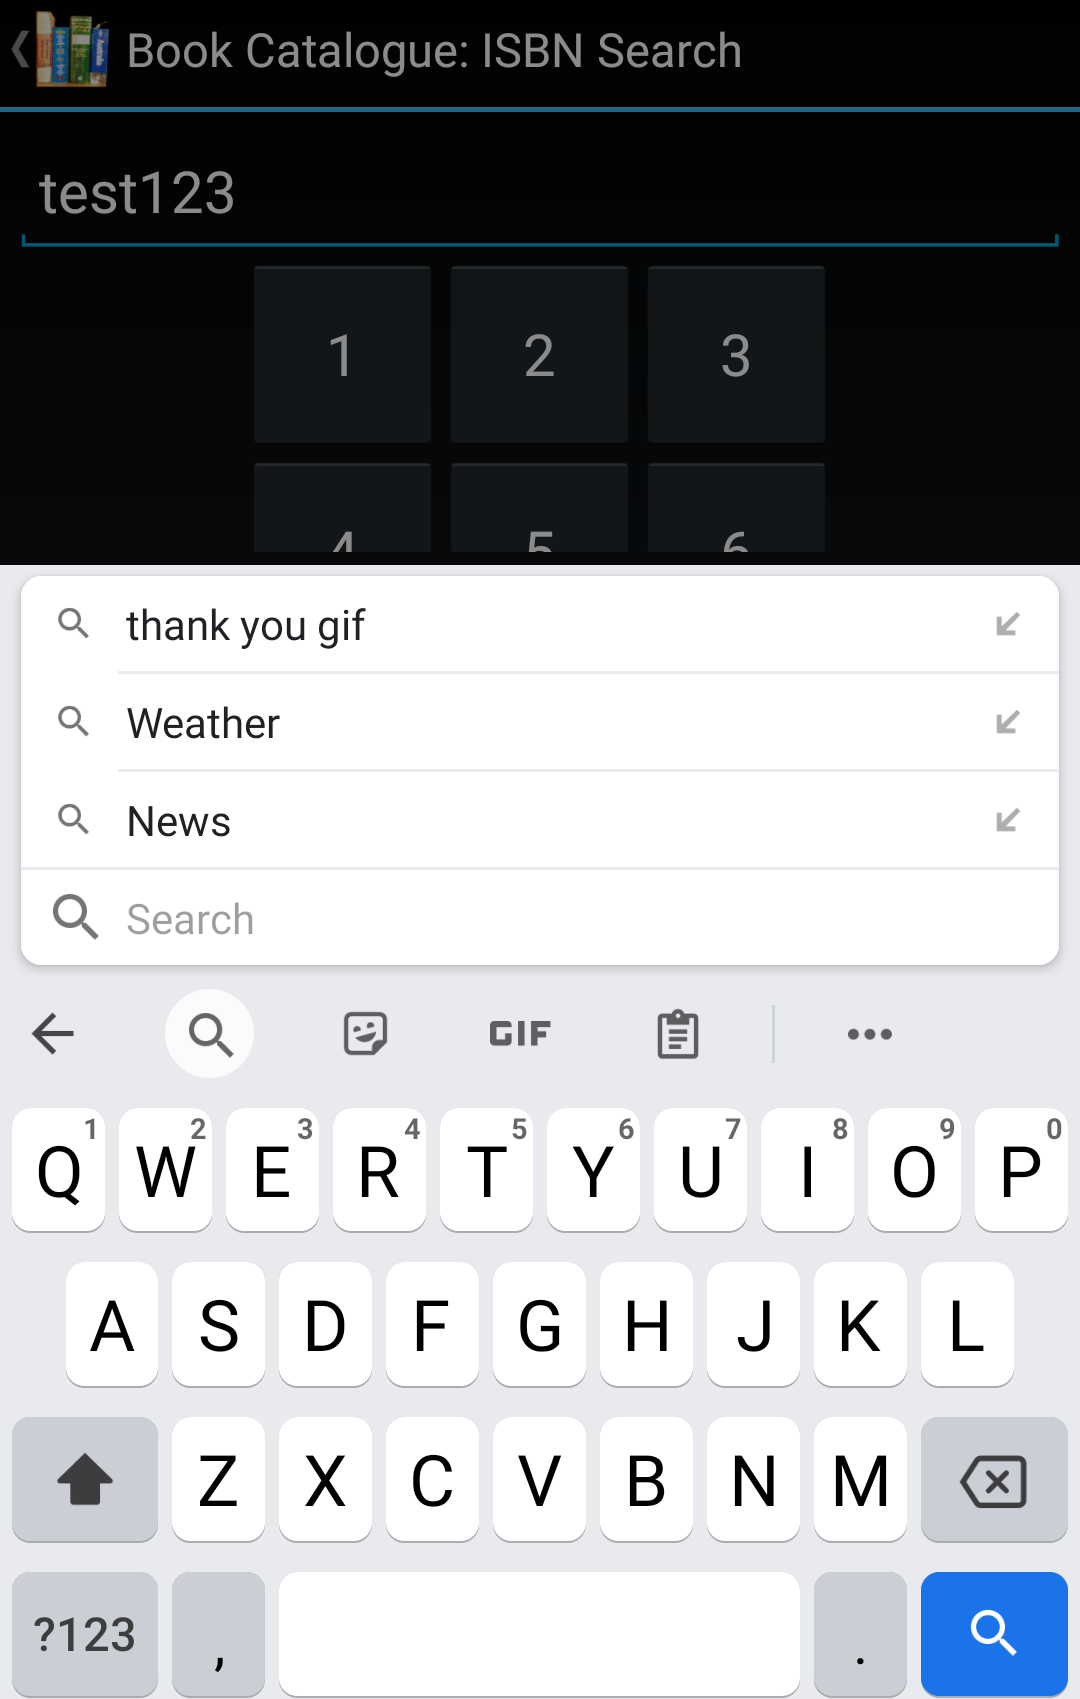 Book Catalogue: ISBN Search
test123
1 2 3
4 5 6
thank you gif
Weather
News
Search
GIF
1 2 3 4 5 6 7 8 9 0
Q W E R T Y U I O P
A S D F G H J K L
Z X C V B N M
?123 , .